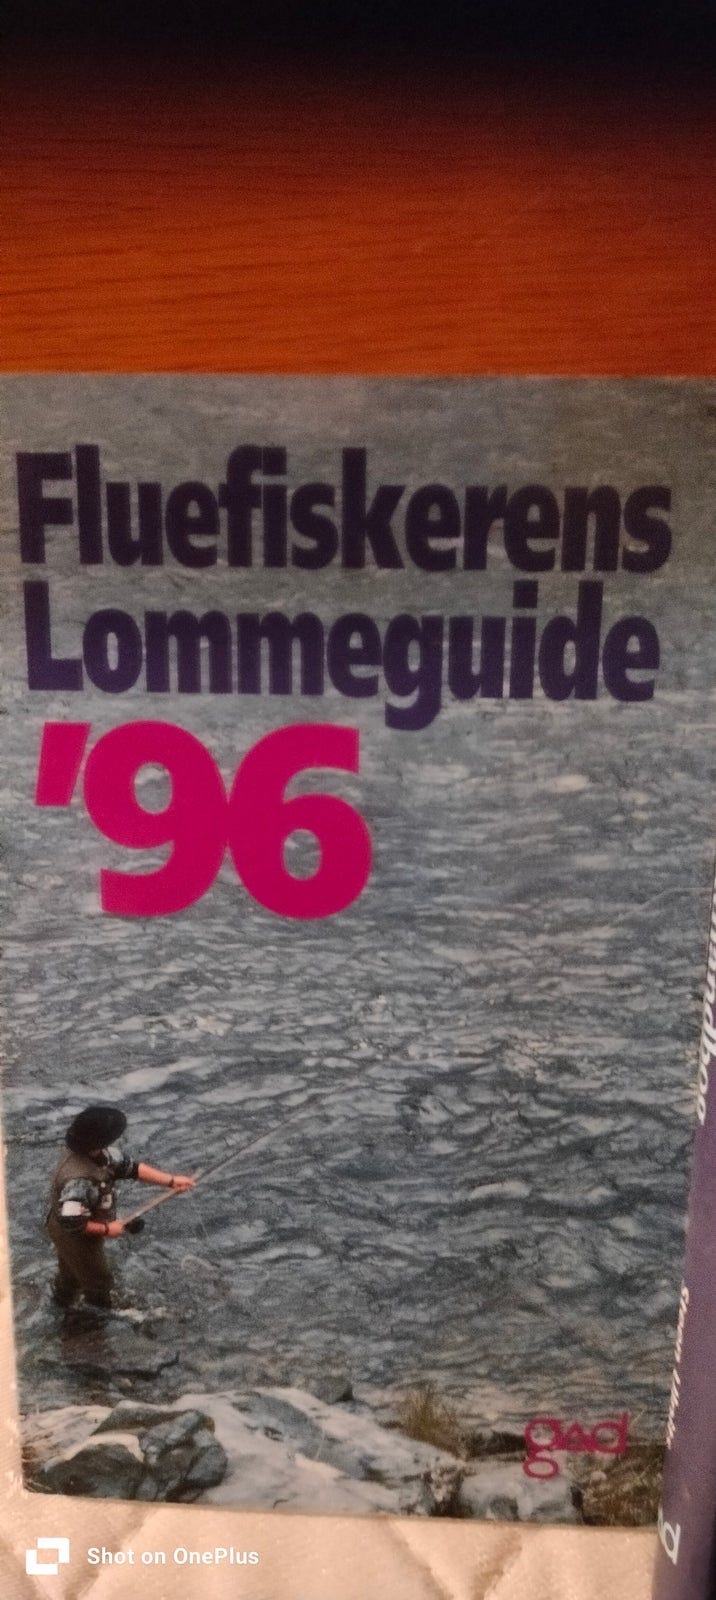 Fluefiskerens
Lommeguide
'96
gad
Shot on OnePlus